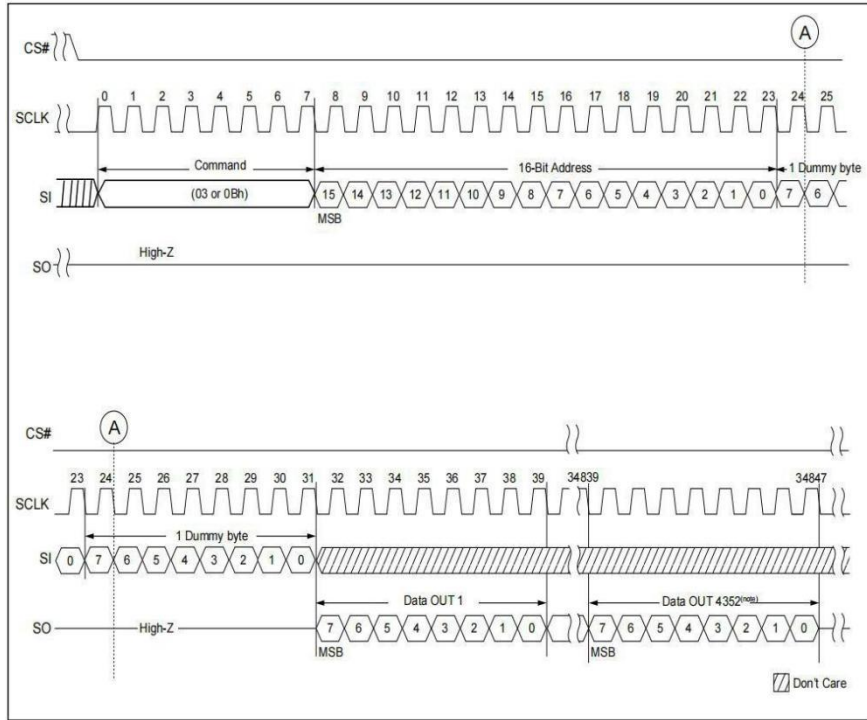 A
CS#
0 1 2 3 4 5 6 7 8 9 10 11 12 13 14 15 16 17 18 19 20 21 22 23 24 25
SCLK
Command 16-Bit Address 1 Dummy byte
SI (03 or 0Bh) 15 14 13 12 11 10 9 8 7 6 5 4 3 2 1 0 7 6
MSB
High-Z
SO
A
CS#
23 24 25 26 27 28 29 30 31 32 33 34 35 36 37 38 39 34839 34847
SCLK
1 Dummy byte
SI 0 7 6 5 4 3 2 1 0
Data OUT 1 Data OUT 4352(note)
SO High-Z 7 6 5 4 3 2 1 0 7 6 5 4 3 2 1 0
MSB MSB
Don't Care